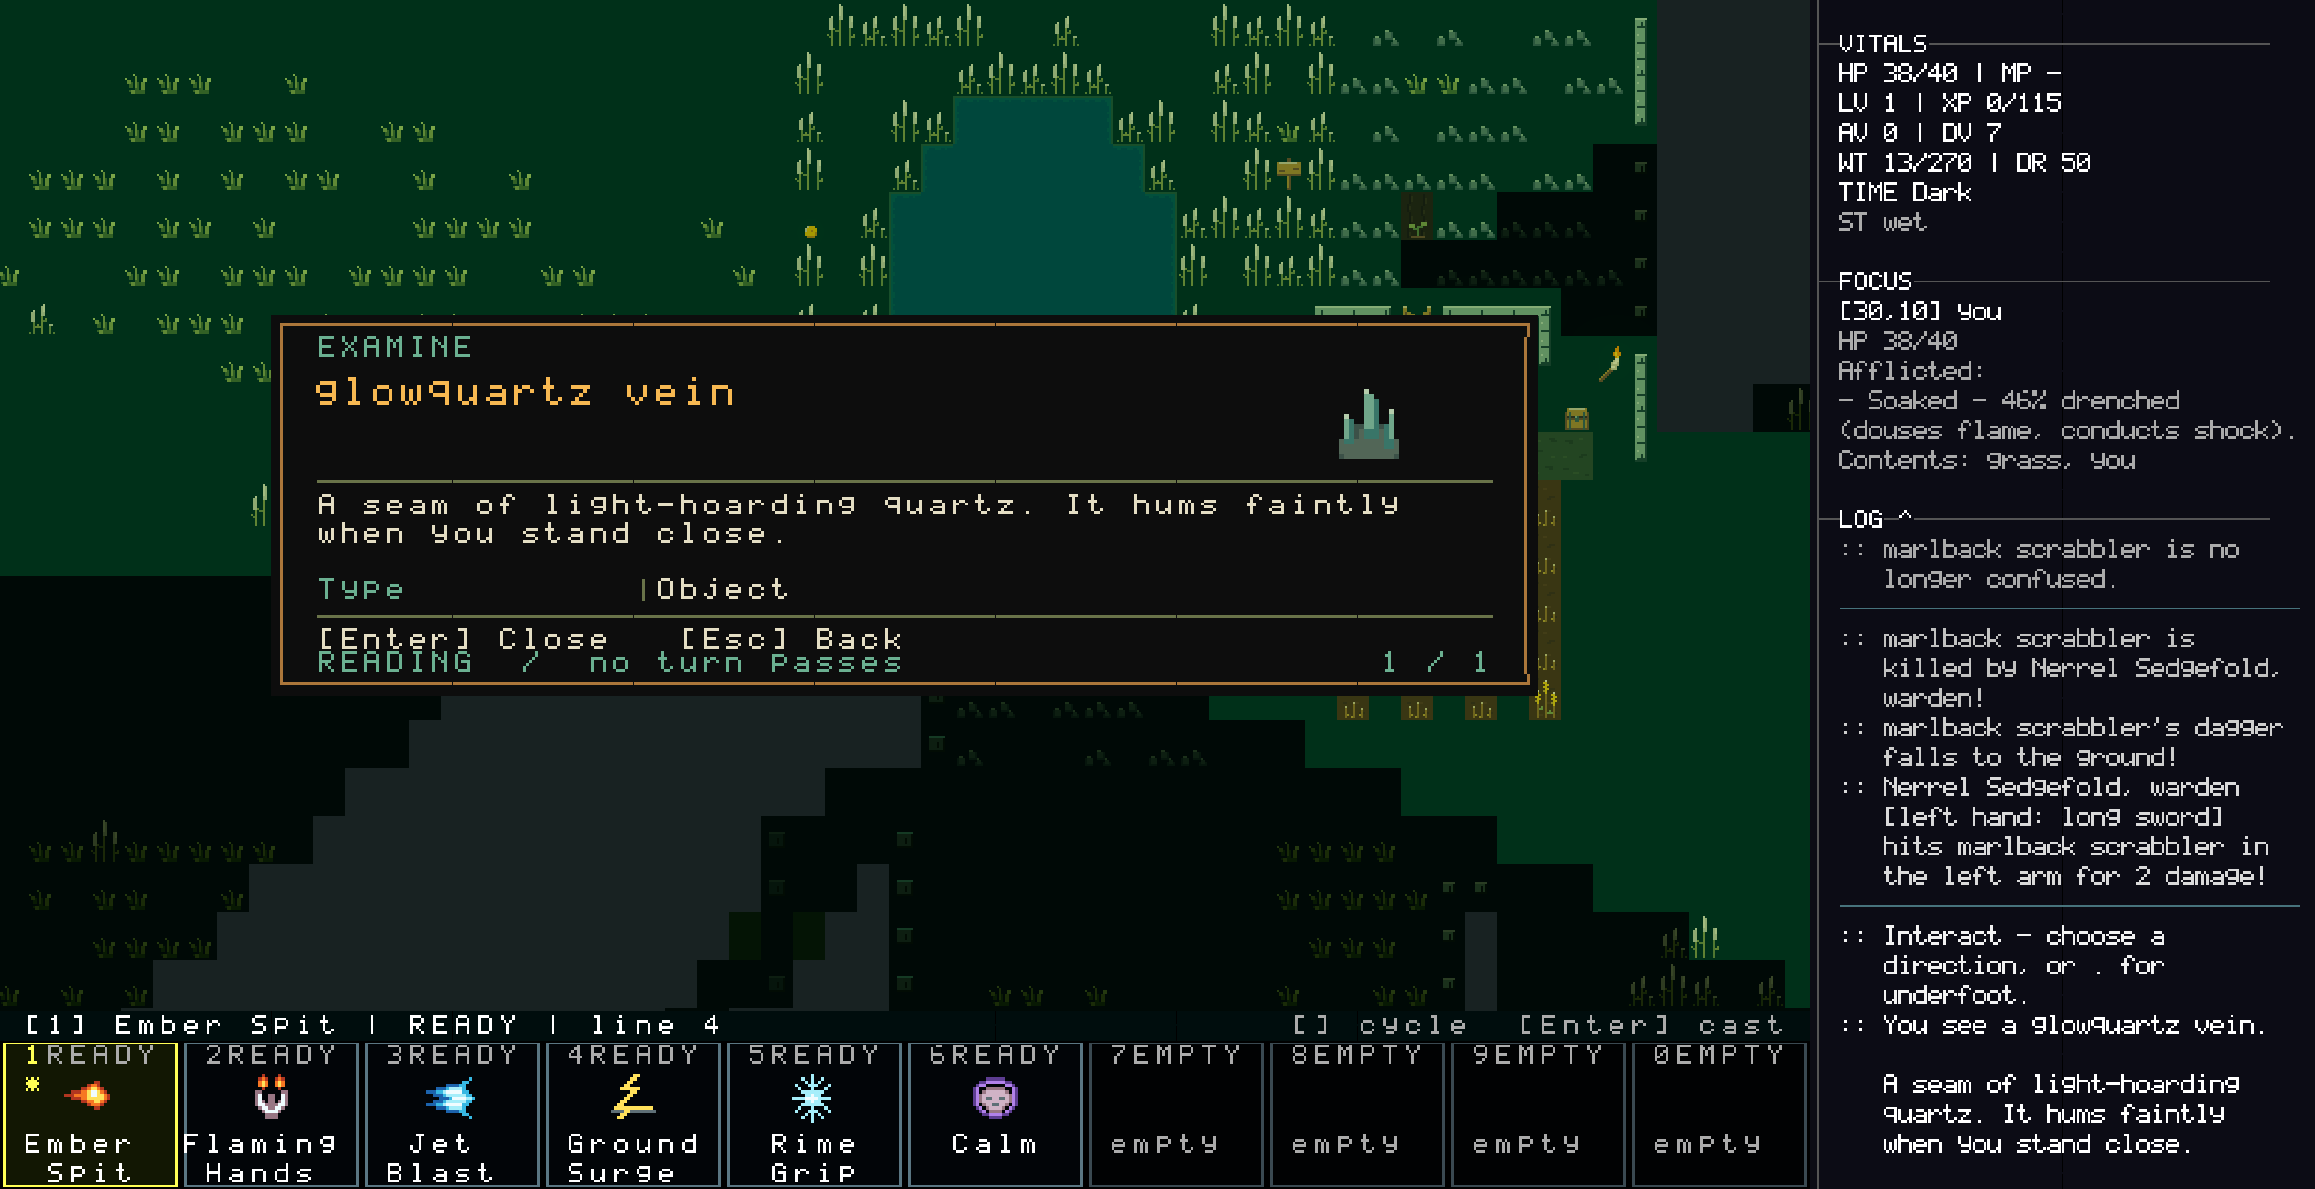 EXAMINE
glowquartz vein
A seam of light-hoarding quartz. It hums faintly
when you stand close.
Type |Object
[Enter] Close [Esc] Back
READING / no turn passes 1 / 1
[1] Ember Spit | READY | line 4 [] cycle [Enter] cast
1READY 2READY 3READY 4READY 5READY 6READY 7EMPTY 8EMPTY 9EMPTY 0EMPTY
Ember Flaming Jet Ground Rime Calm empty empty empty empty
Spit Hands Blast Surge Grip
VITALS
HP 38/40 | MP -
LV 1 | XP 0/115
AV 0 | DV 7
WT 13/270 | DR 50
TIME Dark
ST wet
FOCUS
[30,10] you
HP 38/40
Afflicted:
- Soaked - 46% drenched
(douses flame, conducts shock).
Contents: grass, you
LOG ^
:: marlback scrabbler is no
longer confused.
:: marlback scrabbler is
killed by Nerrel Sedgefold,
warden!
:: marlback scrabbler's dagger
falls to the ground!
:: Nerrel Sedgefold, warden
[left hand: long sword]
hits marlback scrabbler in
the left arm for 2 damage!
:: Interact - choose a
direction, or . for
underfoot.
:: You see a glowquartz vein.
A seam of light-hoarding
quartz. It hums faintly
when you stand close.